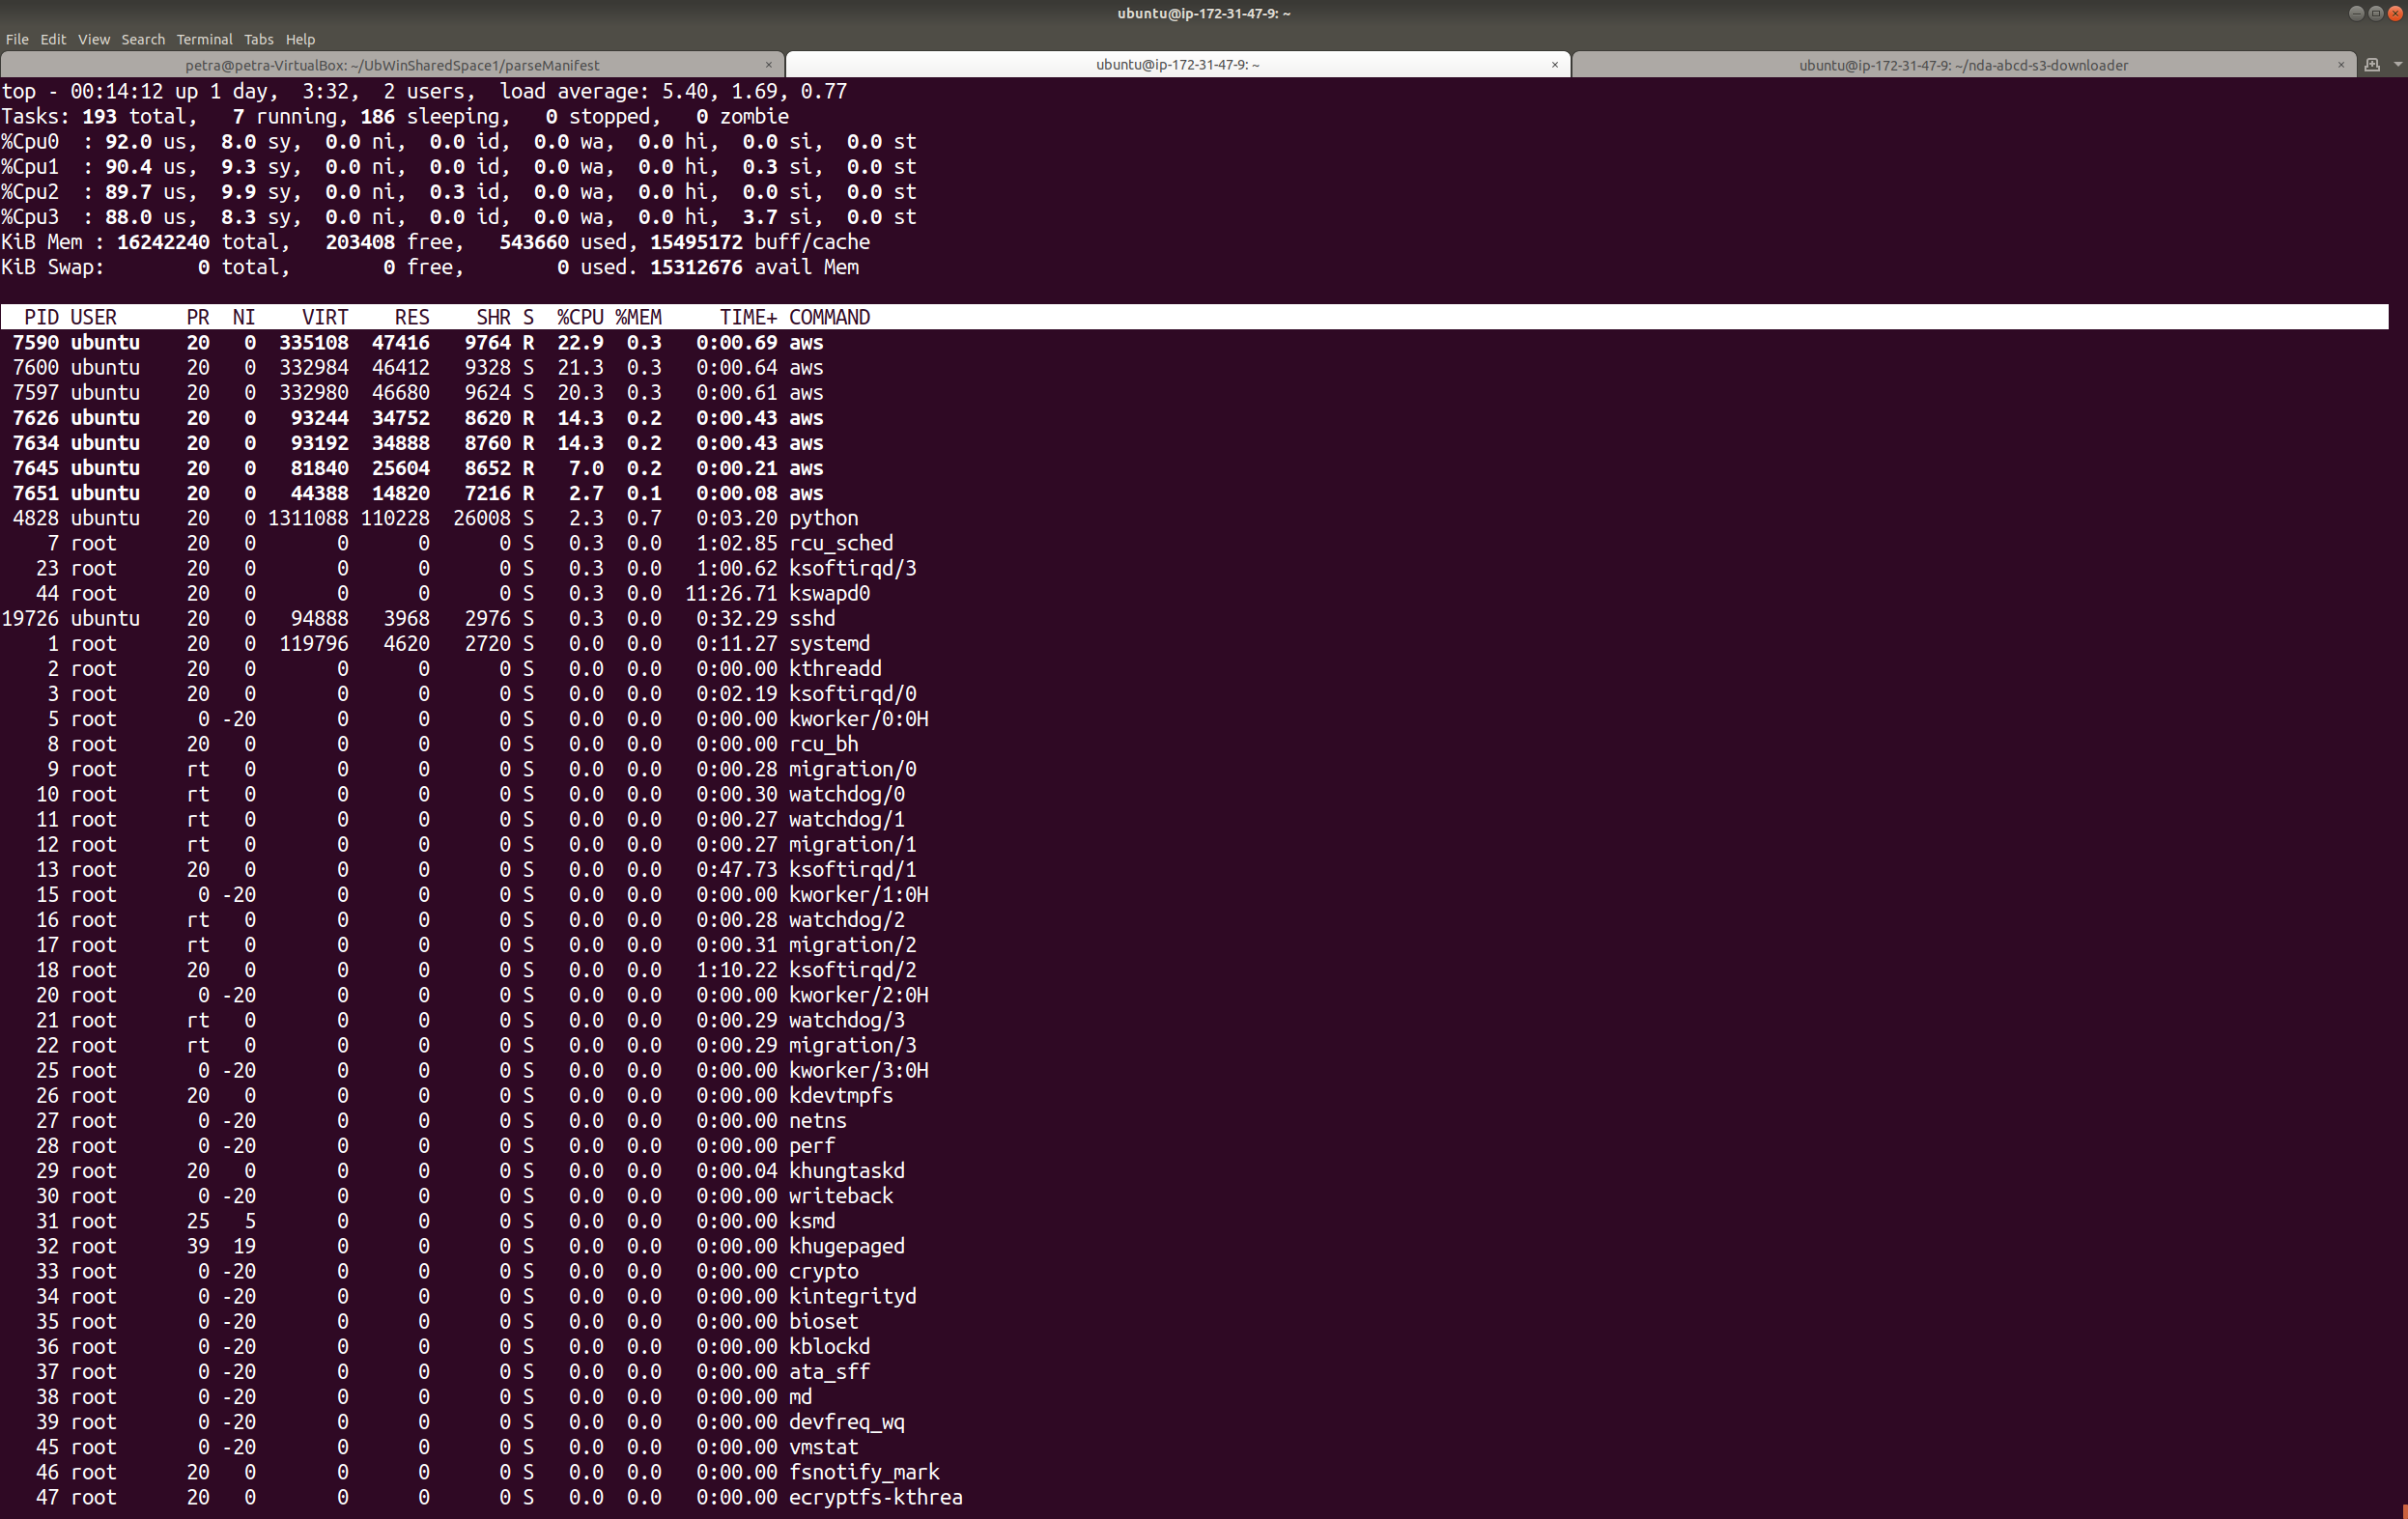 ubuntu@ip-172-31-47-9: ~
File Edit View Search Terminal Tabs Help
petra@petra-VirtualBox: ~/UbWinSharedSpace1/parseManifest × ubuntu@ip-172-31-47-9: ~ × ubuntu@ip-172-31-47-9: ~/nda-abcd-s3-downloader ×
top - 00:14:12 up 1 day,  3:32,  2 users,  load average: 5.40, 1.69, 0.77
Tasks: 193 total,   7 running, 186 sleeping,   0 stopped,   0 zombie
%Cpu0  : 92.0 us,  8.0 sy,  0.0 ni,  0.0 id,  0.0 wa,  0.0 hi,  0.0 si,  0.0 st
%Cpu1  : 90.4 us,  9.3 sy,  0.0 ni,  0.0 id,  0.0 wa,  0.0 hi,  0.3 si,  0.0 st
%Cpu2  : 89.7 us,  9.9 sy,  0.0 ni,  0.3 id,  0.0 wa,  0.0 hi,  0.0 si,  0.0 st
%Cpu3  : 88.0 us,  8.3 sy,  0.0 ni,  0.0 id,  0.0 wa,  0.0 hi,  3.7 si,  0.0 st
KiB Mem : 16242240 total,   203408 free,   543660 used, 15495172 buff/cache
KiB Swap:        0 total,        0 free,        0 used. 15312676 avail Mem
PID USER PR NI VIRT RES SHR S %CPU %MEM TIME+ COMMAND
7590 ubuntu 20 0 335108 47416 9764 R 22.9 0.3 0:00.69 aws
7600 ubuntu 20 0 332984 46412 9328 S 21.3 0.3 0:00.64 aws
7597 ubuntu 20 0 332980 46680 9624 S 20.3 0.3 0:00.61 aws
7626 ubuntu 20 0 93244 34752 8620 R 14.3 0.2 0:00.43 aws
7634 ubuntu 20 0 93192 34888 8760 R 14.3 0.2 0:00.43 aws
7645 ubuntu 20 0 81840 25604 8652 R 7.0 0.2 0:00.21 aws
7651 ubuntu 20 0 44388 14820 7216 R 2.7 0.1 0:00.08 aws
4828 ubuntu 20 0 1311088 110228 26008 S 2.3 0.7 0:03.20 python
7 root 20 0 0 0 0 S 0.3 0.0 1:02.85 rcu_sched
23 root 20 0 0 0 0 S 0.3 0.0 1:00.62 ksoftirqd/3
44 root 20 0 0 0 0 S 0.3 0.0 11:26.71 kswapd0
19726 ubuntu 20 0 94888 3968 2976 S 0.3 0.0 0:32.29 sshd
1 root 20 0 119796 4620 2720 S 0.0 0.0 0:11.27 systemd
2 root 20 0 0 0 0 S 0.0 0.0 0:00.00 kthreadd
3 root 20 0 0 0 0 S 0.0 0.0 0:02.19 ksoftirqd/0
5 root 0 -20 0 0 0 S 0.0 0.0 0:00.00 kworker/0:0H
8 root 20 0 0 0 0 S 0.0 0.0 0:00.00 rcu_bh
9 root rt 0 0 0 0 S 0.0 0.0 0:00.28 migration/0
10 root rt 0 0 0 0 S 0.0 0.0 0:00.30 watchdog/0
11 root rt 0 0 0 0 S 0.0 0.0 0:00.27 watchdog/1
12 root rt 0 0 0 0 S 0.0 0.0 0:00.27 migration/1
13 root 20 0 0 0 0 S 0.0 0.0 0:47.73 ksoftirqd/1
15 root 0 -20 0 0 0 S 0.0 0.0 0:00.00 kworker/1:0H
16 root rt 0 0 0 0 S 0.0 0.0 0:00.28 watchdog/2
17 root rt 0 0 0 0 S 0.0 0.0 0:00.31 migration/2
18 root 20 0 0 0 0 S 0.0 0.0 1:10.22 ksoftirqd/2
20 root 0 -20 0 0 0 S 0.0 0.0 0:00.00 kworker/2:0H
21 root rt 0 0 0 0 S 0.0 0.0 0:00.29 watchdog/3
22 root rt 0 0 0 0 S 0.0 0.0 0:00.29 migration/3
25 root 0 -20 0 0 0 S 0.0 0.0 0:00.00 kworker/3:0H
26 root 20 0 0 0 0 S 0.0 0.0 0:00.00 kdevtmpfs
27 root 0 -20 0 0 0 S 0.0 0.0 0:00.00 netns
28 root 0 -20 0 0 0 S 0.0 0.0 0:00.00 perf
29 root 20 0 0 0 0 S 0.0 0.0 0:00.04 khungtaskd
30 root 0 -20 0 0 0 S 0.0 0.0 0:00.00 writeback
31 root 25 5 0 0 0 S 0.0 0.0 0:00.00 ksmd
32 root 39 19 0 0 0 S 0.0 0.0 0:00.00 khugepaged
33 root 0 -20 0 0 0 S 0.0 0.0 0:00.00 crypto
34 root 0 -20 0 0 0 S 0.0 0.0 0:00.00 kintegrityd
35 root 0 -20 0 0 0 S 0.0 0.0 0:00.00 bioset
36 root 0 -20 0 0 0 S 0.0 0.0 0:00.00 kblockd
37 root 0 -20 0 0 0 S 0.0 0.0 0:00.00 ata_sff
38 root 0 -20 0 0 0 S 0.0 0.0 0:00.00 md
39 root 0 -20 0 0 0 S 0.0 0.0 0:00.00 devfreq_wq
45 root 0 -20 0 0 0 S 0.0 0.0 0:00.00 vmstat
46 root 20 0 0 0 0 S 0.0 0.0 0:00.00 fsnotify_mark
47 root 20 0 0 0 0 S 0.0 0.0 0:00.00 ecryptfs-kthrea